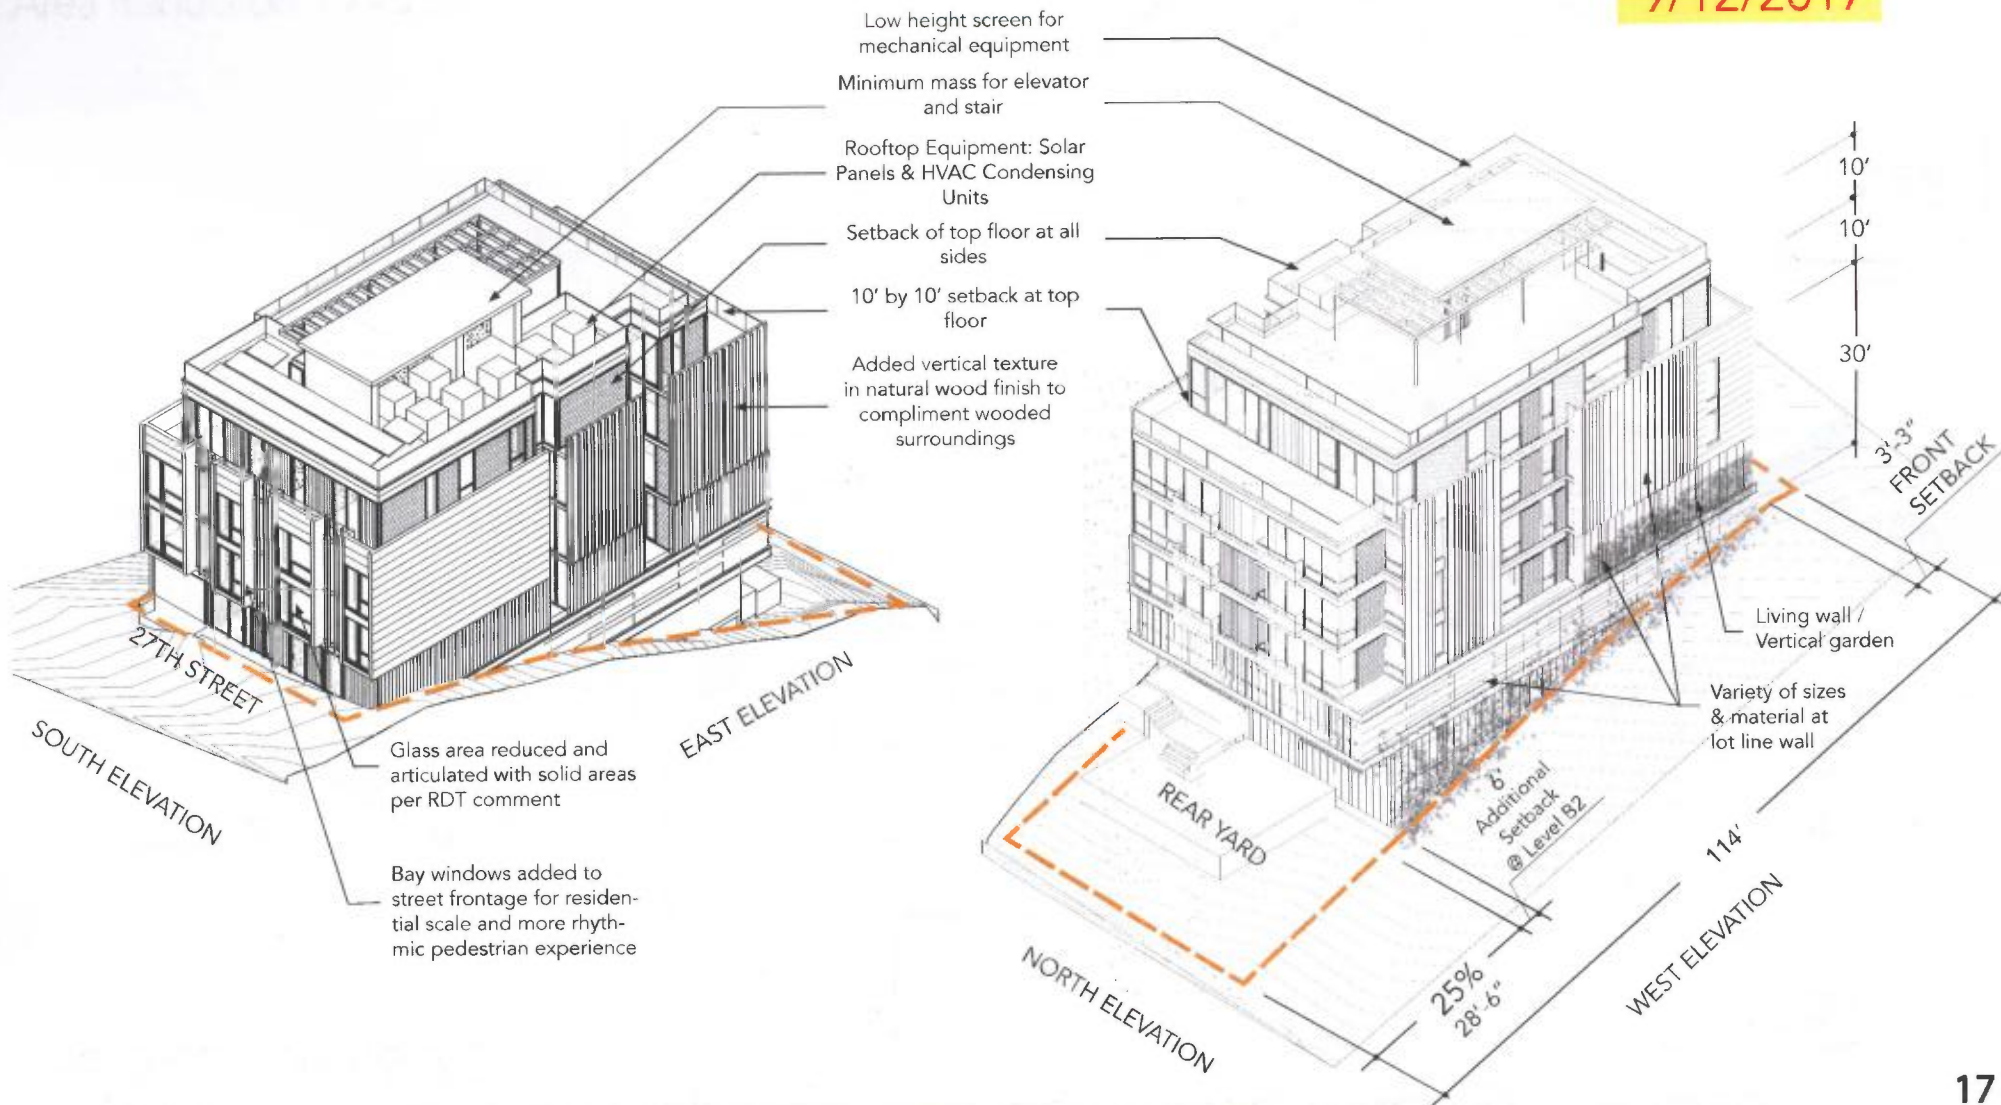 Low height screen for
mechanical equipment
Minimum mass for elevator
and stair
Rooftop Equipment: Solar
Panels & HVAC Condensing
Units
Setback of top floor at all
sides
10' by 10' setback at top
floor
Added vertical texture
in natural wood finish to
compliment wooded
surroundings
27TH STREET
SOUTH ELEVATION
EAST ELEVATION
Glass area reduced and
articulated with solid areas
per RDT comment
Bay windows added to
street frontage for residen-
tial scale and more rhyth-
mic pedestrian experience
10'
10'
30'
3'-3"
FRONT
SETBACK
Living wall /
Vertical garden
Variety of sizes
& material at
lot line wall
6'
Additional
Setback
@ Level B2
REAR YARD
114'
25%
28'-6"
NORTH ELEVATION
WEST ELEVATION
17